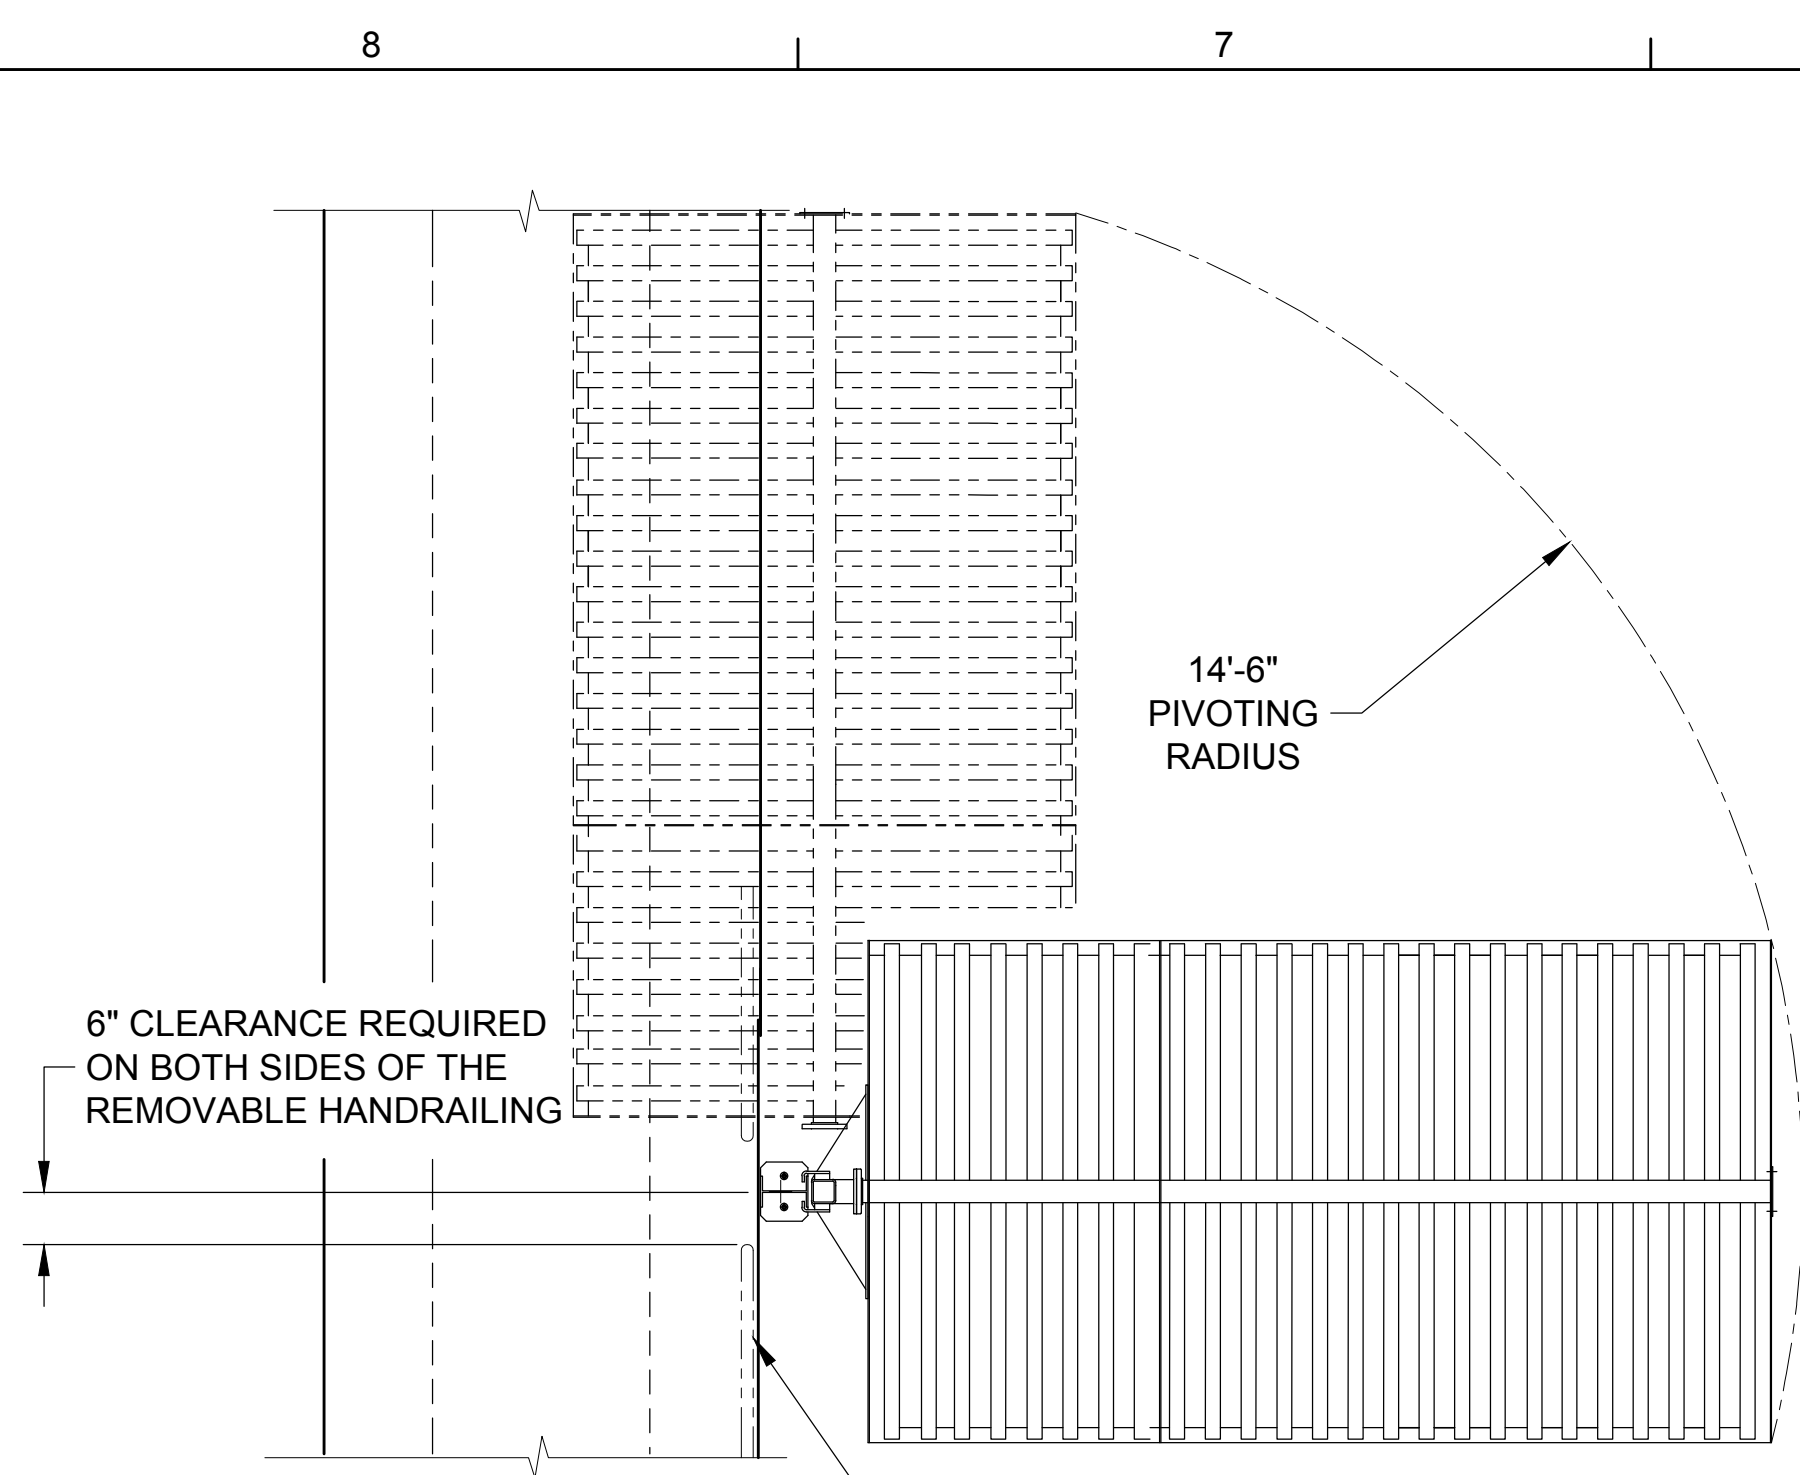 8
7
14'-6"
PIVOTING
RADIUS
6" CLEARANCE REQUIRED
ON BOTH SIDES OF THE
REMOVABLE HANDRAILING